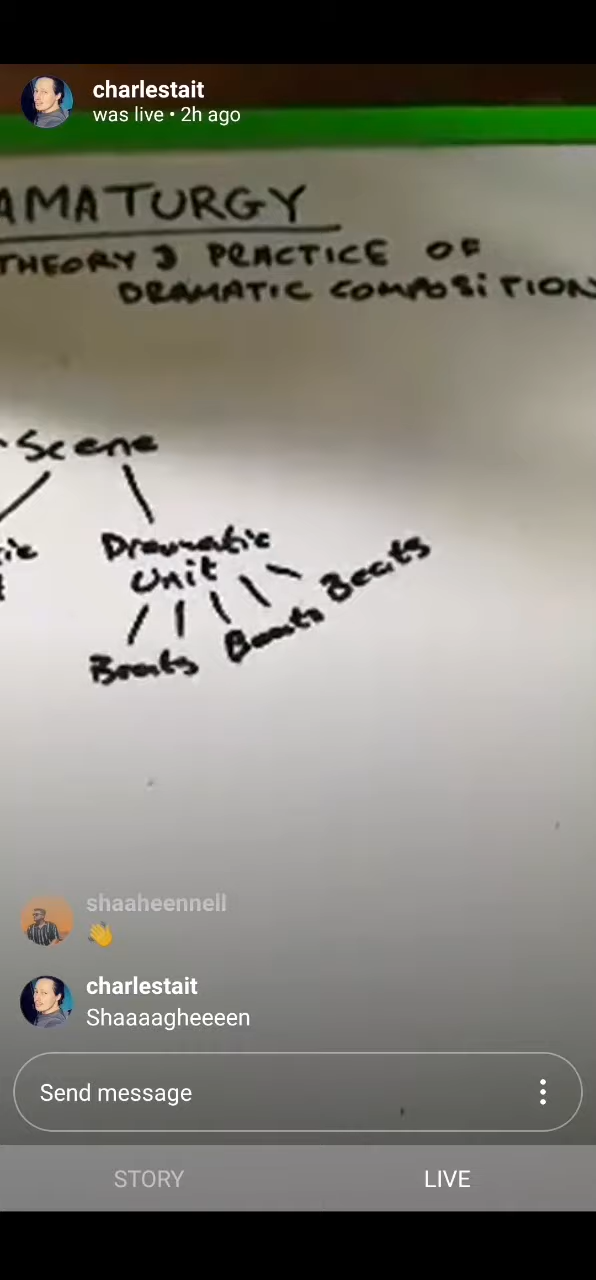 charlestait
was live • 2h ago
AMATURGY
THEORY & PRACTICE OF
DRAMATIC COMPOSITION
Scene
Dramatic
Unit
Beats
Beats
Beats
shaaheennell
👋
charlestait
Shaaaagheeeen
Send message
STORY
LIVE